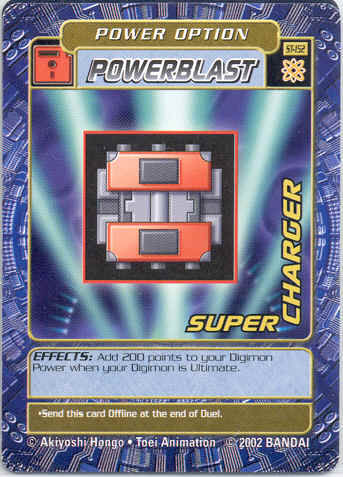 POWER OPTION
ST-152
POWERBLAST
SUPER CHARGER
EFFECTS: Add 200 points to your Digimon
Power when your Digimon is Ultimate.
•Send this card Offline at the end of Duel.
© Akiyoshi Hongo • Toei Animation © 2002 BANDAI